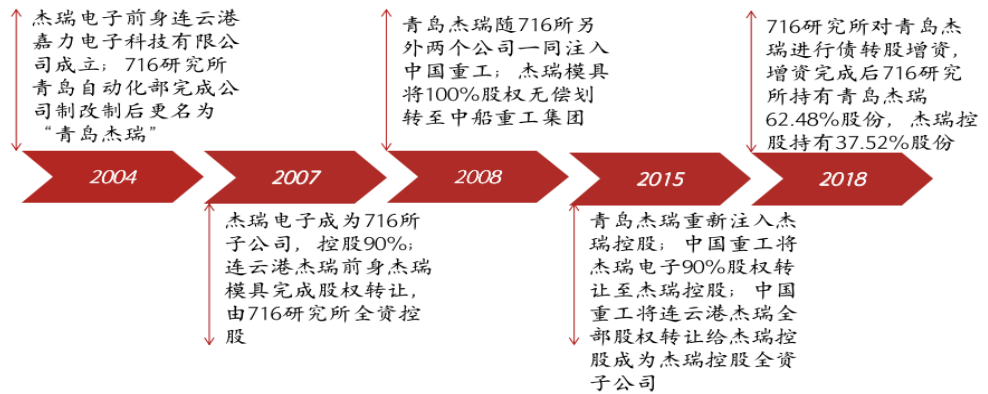 杰瑞电子前身连云港
嘉力电子科技有限公
司成立；716研究所
青岛自动化部完成公
司制改制后更名为
“青岛杰瑞”
2004
2007
杰瑞电子成为716所
子公司，控股90%；
连云港杰瑞前身杰瑞
模具完成股权转让，
由716研究所全资控
股
青岛杰瑞随716所另
外两个公司一同注入
中国重工；杰瑞模具
将100%股权无偿划
转至中船重工集团
2008
2015
青岛杰瑞重新注入杰
瑞控股；中国重工将
杰瑞电子90%股权转
让至杰瑞控股；中国
重工将连云港杰瑞全
部股权转让给杰瑞控
股成为杰瑞控股全资
子公司
716研究所对青岛杰
瑞进行债转股增资，
增资完成后716研究
所持有青岛杰瑞
62.48%股份，杰瑞控
股持有37.52%股份
2018